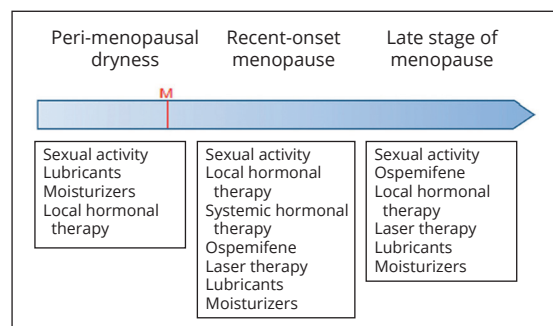 Peri-menopausal
dryness
Recent-onset
menopause
Late stage of
menopause
M
Sexual activity
Lubricants
Moisturizers
Local hormonal
therapy
Sexual activity
Local hormonal
therapy
Systemic hormonal
therapy
Ospemifene
Laser therapy
Lubricants
Moisturizers
Sexual activity
Ospemifene
Local hormonal
therapy
Laser therapy
Lubricants
Moisturizers